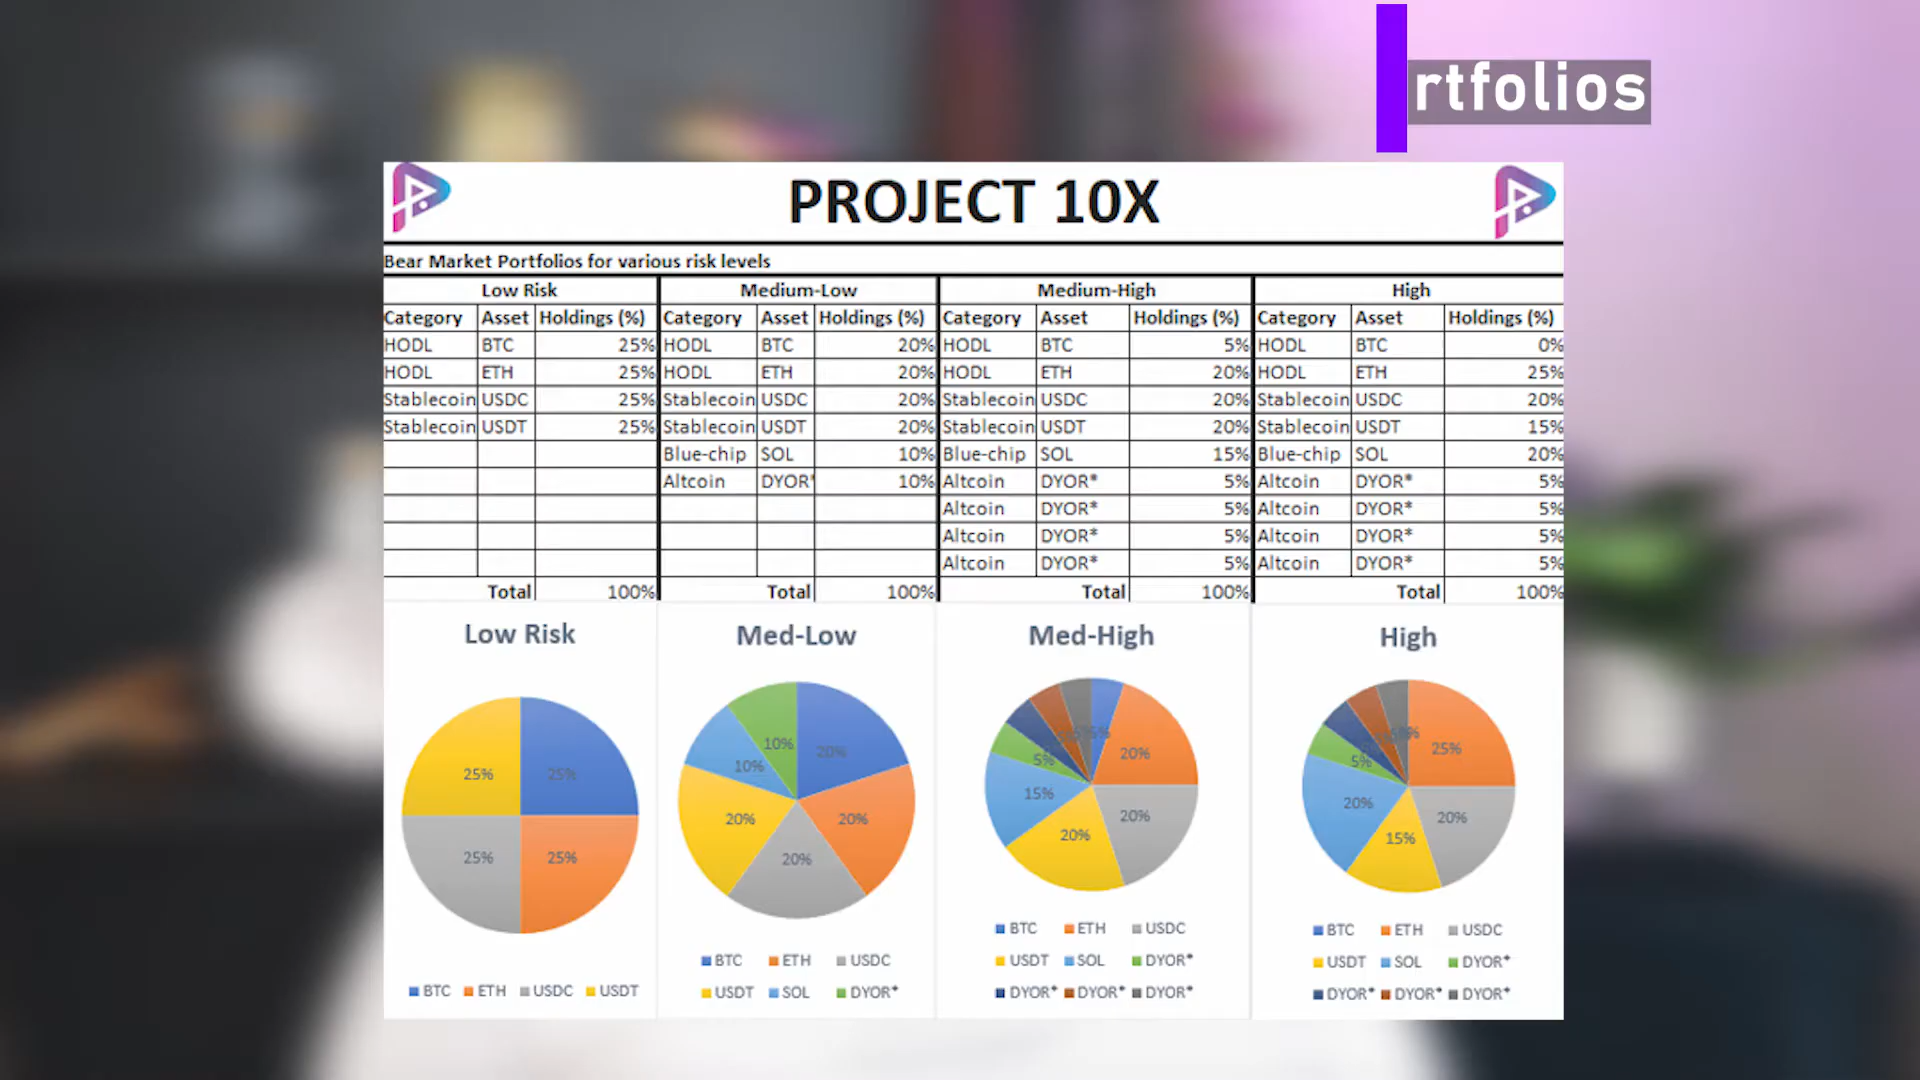 rtfolios
PROJECT 10X
Bear Market Portfolios for various risk levels
Low Risk Medium-Low Medium-High High
Category Asset Holdings (%) Category Asset Holdings (%) Category Asset Holdings (%) Category Asset Holdings (%)
HODL BTC 25% HODL BTC 20% HODL BTC 5% HODL BTC 0%
HODL ETH 25% HODL ETH 20% HODL ETH 20% HODL ETH 25%
Stablecoin USDC 25% Stablecoin USDC 20% Stablecoin USDC 20% Stablecoin USDC 20%
Stablecoin USDT 25% Stablecoin USDT 20% Stablecoin USDT 20% Stablecoin USDT 15%
Blue-chip SOL 10% Blue-chip SOL 15% Blue-chip SOL 20%
Altcoin DYOR* 10% Altcoin DYOR* 5% Altcoin DYOR* 5%
Altcoin DYOR* 5% Altcoin DYOR* 5%
Altcoin DYOR* 5% Altcoin DYOR* 5%
Altcoin DYOR* 5% Altcoin DYOR* 5%
Total 100% Total 100% Total 100% Total 100%
Low Risk
25% 25%
25% 25%
BTC ETH USDC USDT
Med-Low
10% 20%
10%
20% 20%
20%
BTC ETH USDC
USDT SOL DYOR*
Med-High
5%
20%
5%
15%
20%
20%
BTC ETH USDC
USDT SOL DYOR*
DYOR* DYOR* DYOR*
High
25%
5%
20%
20%
15%
BTC ETH USDC
USDT SOL DYOR*
DYOR* DYOR* DYOR*